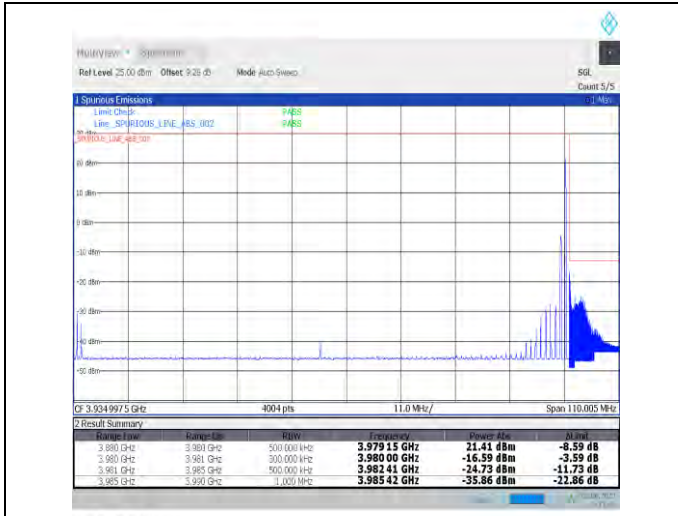 MultiView Spectrum
Ref Level 25.00 dBm Offset 9.28 dB Mode Auto Sweep SGL
Count 5/5
1 Spurious Emissions
Limit Check PASS
Line _SPURIOUS_LINE_ABS_002 PASS
_SPURIOUS_LINE_ABS_002
20 dBm
10 dBm
0 dBm
-10 dBm
-20 dBm
-30 dBm
-40 dBm
-50 dBm
CF 3.9349975 GHz 4004 pts 11.0 MHz/ Span 110.005 MHz
2 Result Summary
Range Low Range Up RBW Frequency Power Abs ΔLimit
3.880 GHz 3.980 GHz 500.000 kHz 3.979 15 GHz 21.41 dBm -8.59 dB
3.980 GHz 3.981 GHz 300.000 kHz 3.980 00 GHz -16.59 dBm -3.59 dB
3.981 GHz 3.985 GHz 500.000 kHz 3.982 41 GHz -24.73 dBm -11.73 dB
3.985 GHz 3.990 GHz 1.000 MHz 3.985 42 GHz -35.86 dBm -22.86 dB